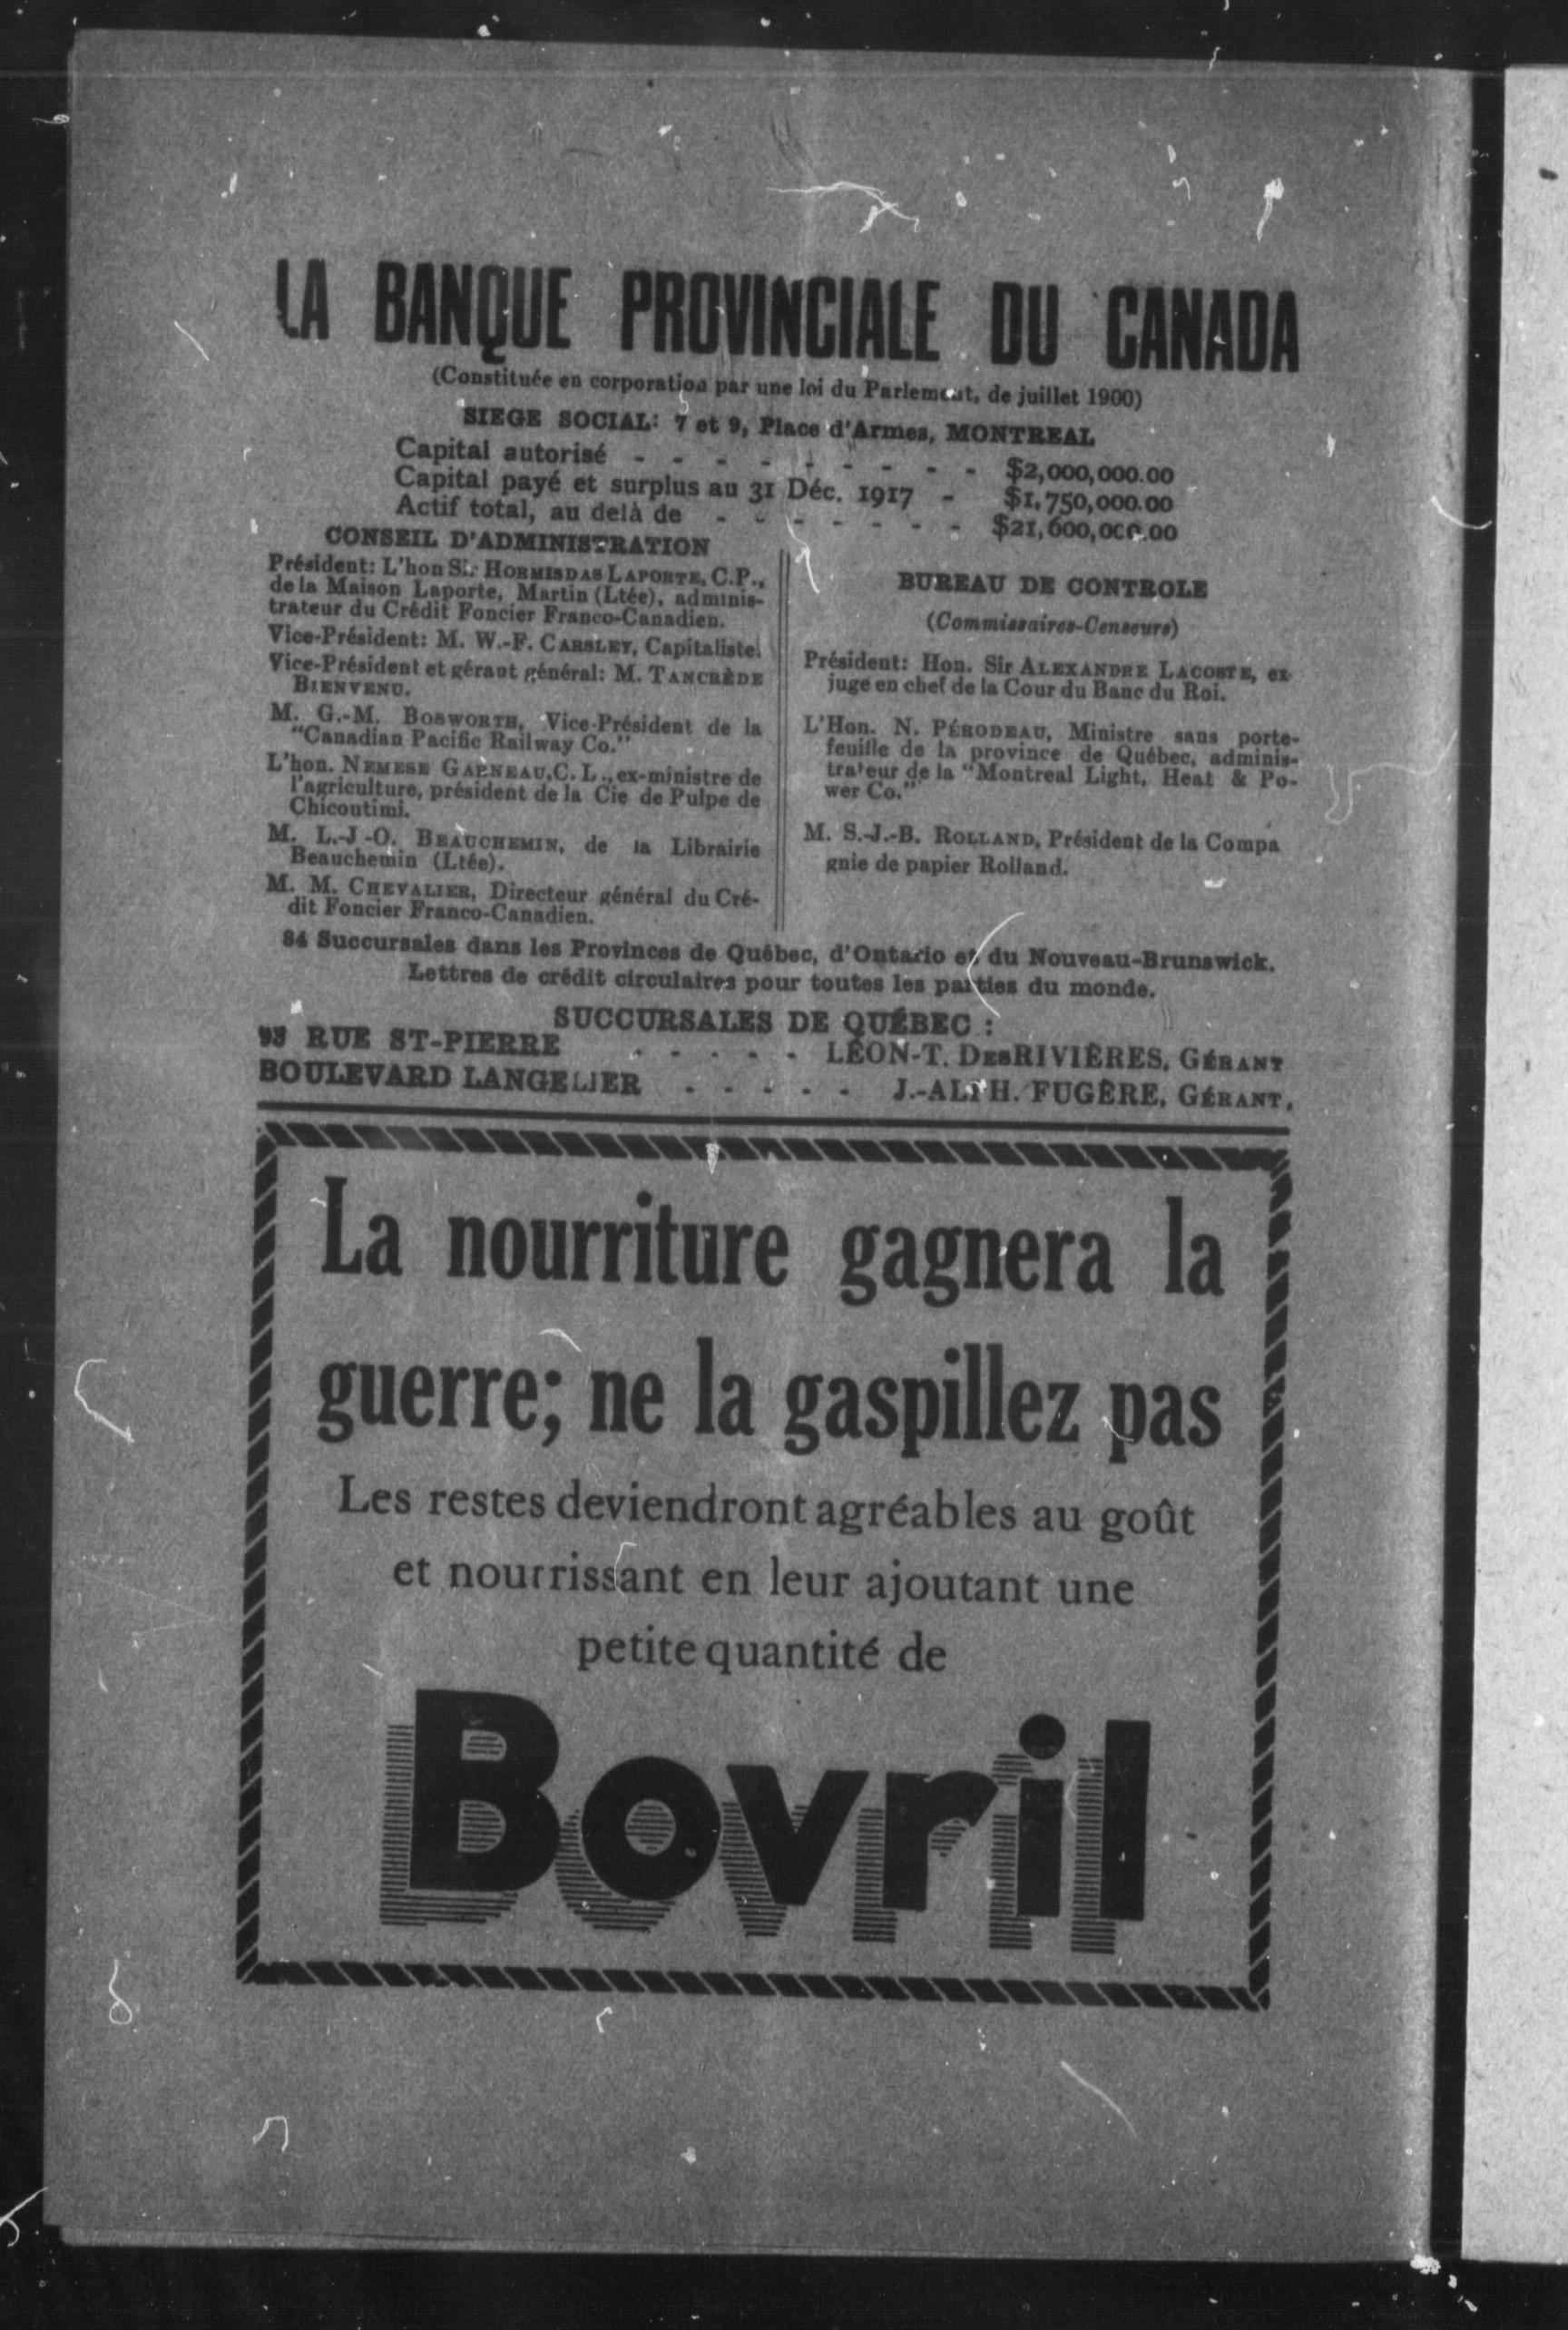 LA BANQUE PROVINCIALE DU CANADA
(Constituée en corporation par une loi du Parlement, de juillet 1900)
SIEGE SOCIAL: 7 et 9, Place d'Armes, MONTREAL
Capital autorisé - - - - - - - - - - $2,000,000.00
Capital payé et surplus au 31 Déc. 1917 - $1,750,000.00
Actif total, au delà de - - - - - - - $21,600,000.00
CONSEIL D'ADMINISTRATION
Président: L'hon Sir HORMISDAS LAPORTE, C.P.,
de la Maison Laporte, Martin (Ltée), adminis-
trateur du Crédit Foncier Franco-Canadien.
Vice-Président: M. W.-F. CARSLEY, Capitaliste.
Vice-Président et gérant général: M. TANCRÈDE
BIENVENU.
M. G.-M. BOSWORTH, Vice-Président de la
"Canadian Pacific Railway Co."
L'hon. NEMESE GARNEAU, C. L., ex-ministre de
l'agriculture, président de la Cie de Pulpe de
Chicoutimi.
M. L.-J-O. BEAUCHEMIN, de la Librairie
Beauchemin (Ltée).
M. M. CHEVALIER, Directeur général du Cré-
dit Foncier Franco-Canadien.
BUREAU DE CONTROLE
(Commissaires-Censeurs)
Président: Hon. Sir ALEXANDRE LACOSTE, ex-
juge en chef de la Cour du Banc du Roi.
L'Hon. N. PÉRODEAU, Ministre sans porte-
feuille de la province de Québec, adminis-
trateur de la "Montreal Light, Heat & Po-
wer Co."
M. S.-J.-B. ROLLAND, Président de la Compa
gnie de papier Rolland.
84 Succursales dans les Provinces de Québec, d'Ontario et du Nouveau-Brunswick.
Lettres de crédit circulaires pour toutes les parties du monde.
SUCCURSALES DE QUÉBEC :
93 RUE ST-PIERRE - - - - - LÉON-T. DESRIVIÈRES, GÉRANT
BOULEVARD LANGELIER - - - - - J.-ALPH. FUGÈRE, GÉRANT,
La nourriture gagnera la
guerre; ne la gaspillez pas
Les restes deviendront agréables au goût
et nourrissant en leur ajoutant une
petite quantité de
Bovril